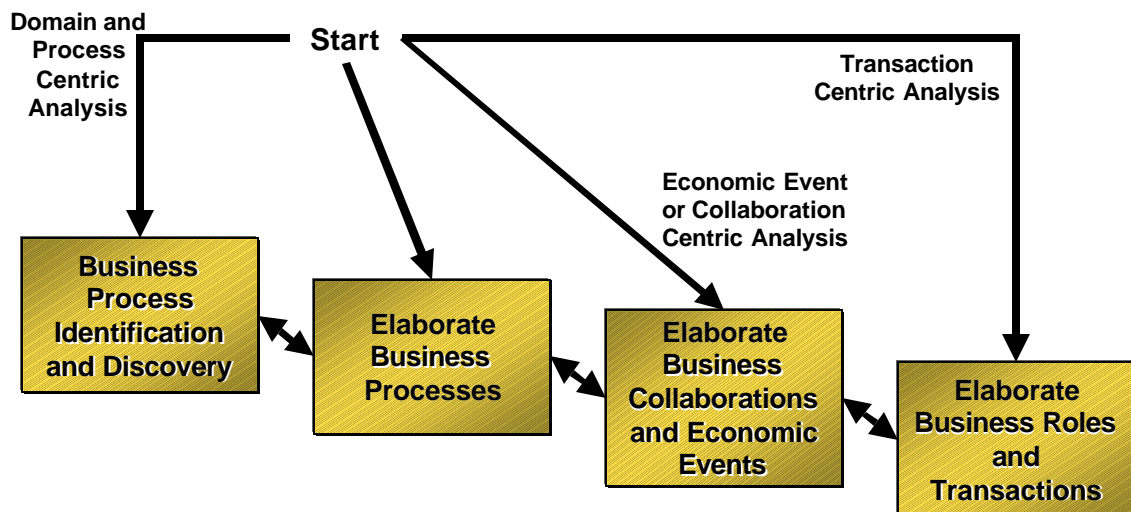 Domain and
Process
Centric
Analysis
Start
Transaction
Centric Analysis
Economic Event
or Collaboration
Centric Analysis
Business
Process
Identification
and Discovery
Elaborate
Business
Processes
Elaborate
Business
Collaborations
and Economic
Events
Elaborate
Business Roles
and
Transactions